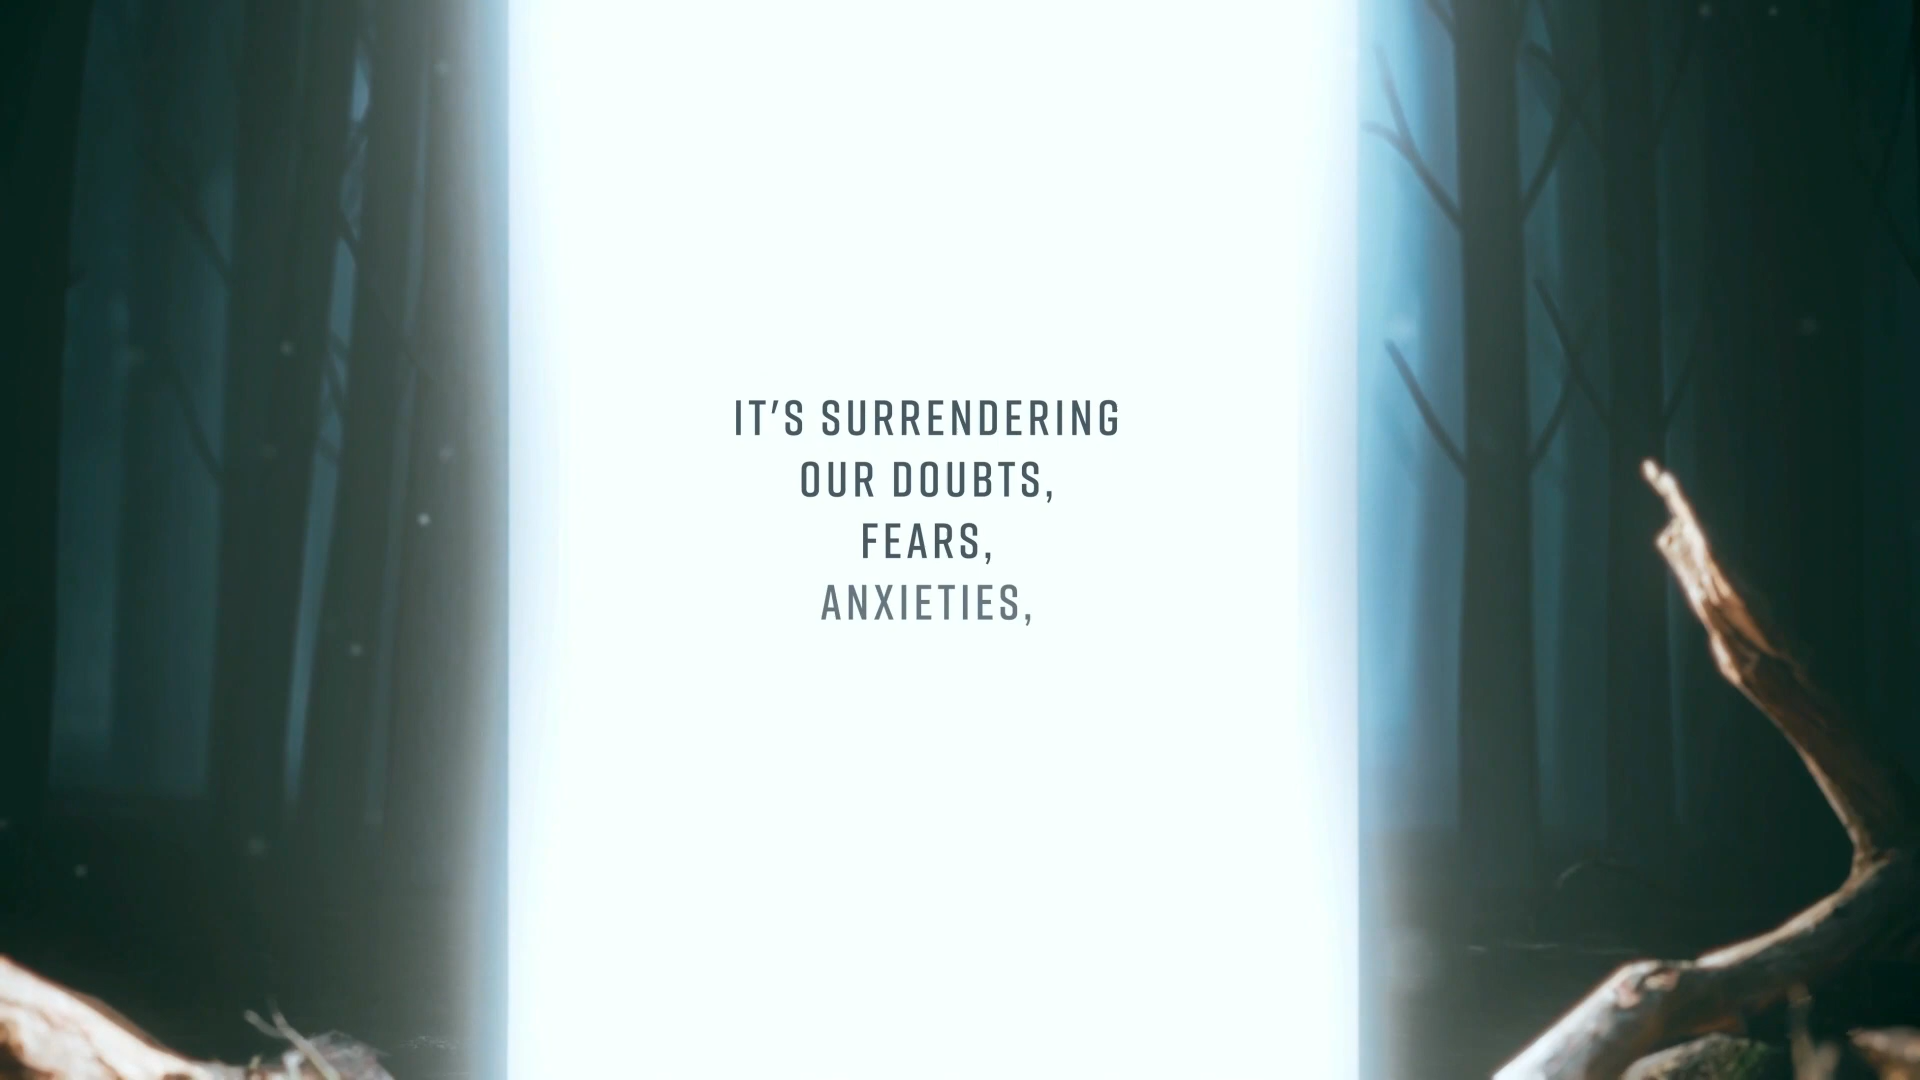 IT'S SURRENDERING
OUR DOUBTS,
FEARS,
ANXIETIES,